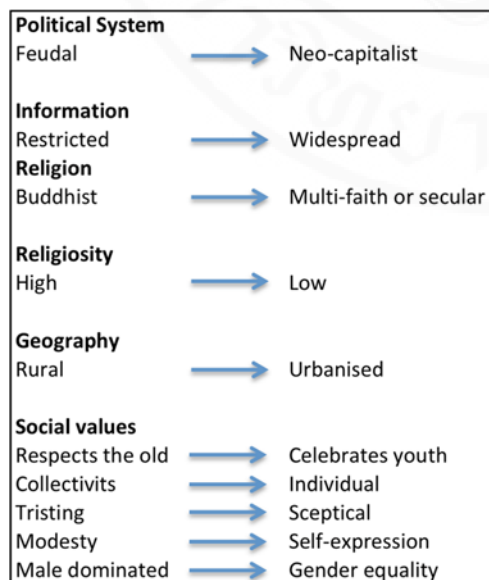 Political System
Feudal Neo-capitalist
Information
Restricted Widespread
Religion
Buddhist Multi-faith or secular
Religiosity
High Low
Geography
Rural Urbanised
Social values
Respects the old Celebrates youth
Collectivits Individual
Tristing Sceptical
Modesty Self-expression
Male dominated Gender equality